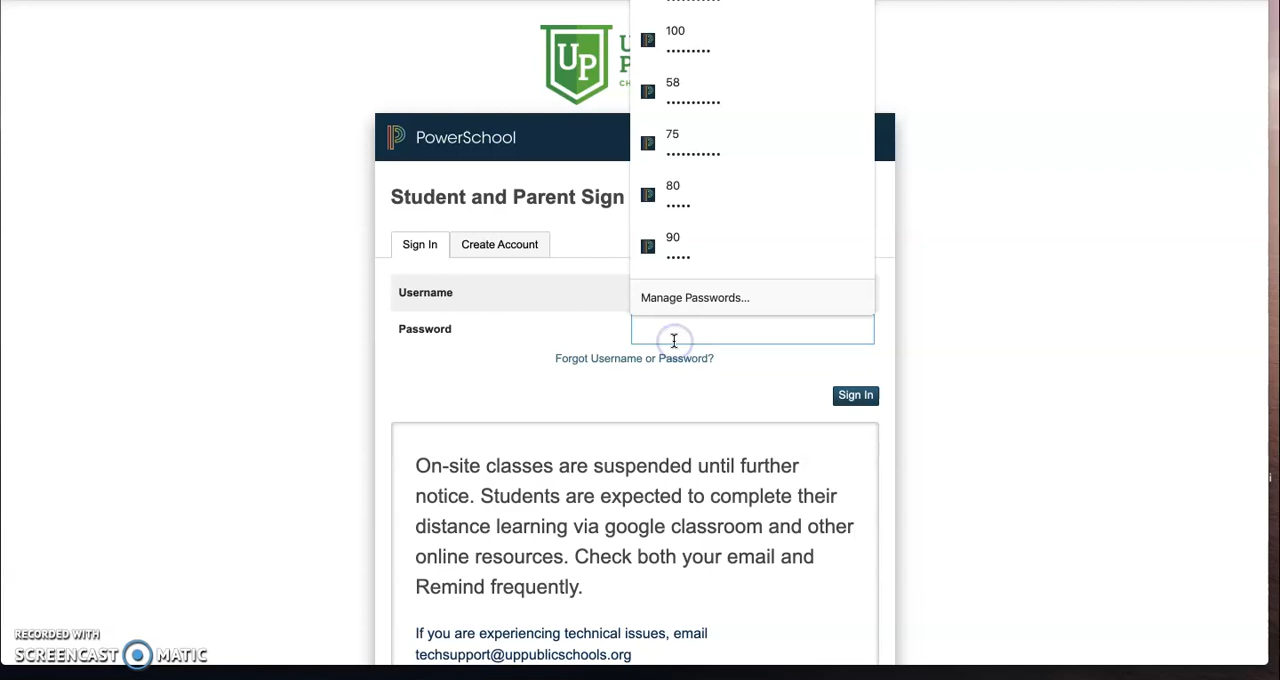 100
•••••••••
58
•••••••••••
75
•••••••••••
80
•••••
90
•••••
Manage Passwords...
UP
U
P
CH
PowerSchool
Student and Parent Sign
Sign In
Create Account
Username
Password
Forgot Username or Password?
Sign In
On-site classes are suspended until further
notice. Students are expected to complete their
distance learning via google classroom and other
online resources. Check both your email and
Remind frequently.
If you are experiencing technical issues, email
techsupport@uppublicschools.org
RECORDED WITH
SCREENCAST MATIC